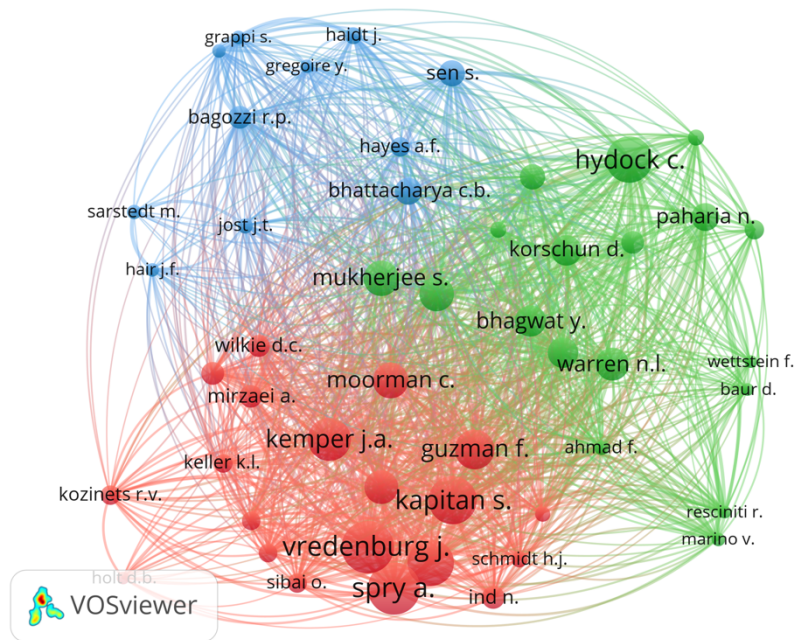 grappi s.
haidt j.
gregoire y.
sen s.
bagozzi r.p.
hayes a.f.
hydock c.
bhattacharya c.b.
sarstedt m.
paharia n.
jost j.t.
korschun d.
hair j.f.
mukherjee s.
bhagwat y.
wilkie d.c.
warren n.l.
wettstein f.
moorman c.
baur d.
mirzaei a.
kemper j.a.
guzman f.
ahmad f.
keller k.l.
kozinets r.v.
kapitan s.
resciniti r.
marino v.
vredenburg j.
schmidt h.j.
holt d.b.
sibai o.
spry a.
ind n.
VOSviewer